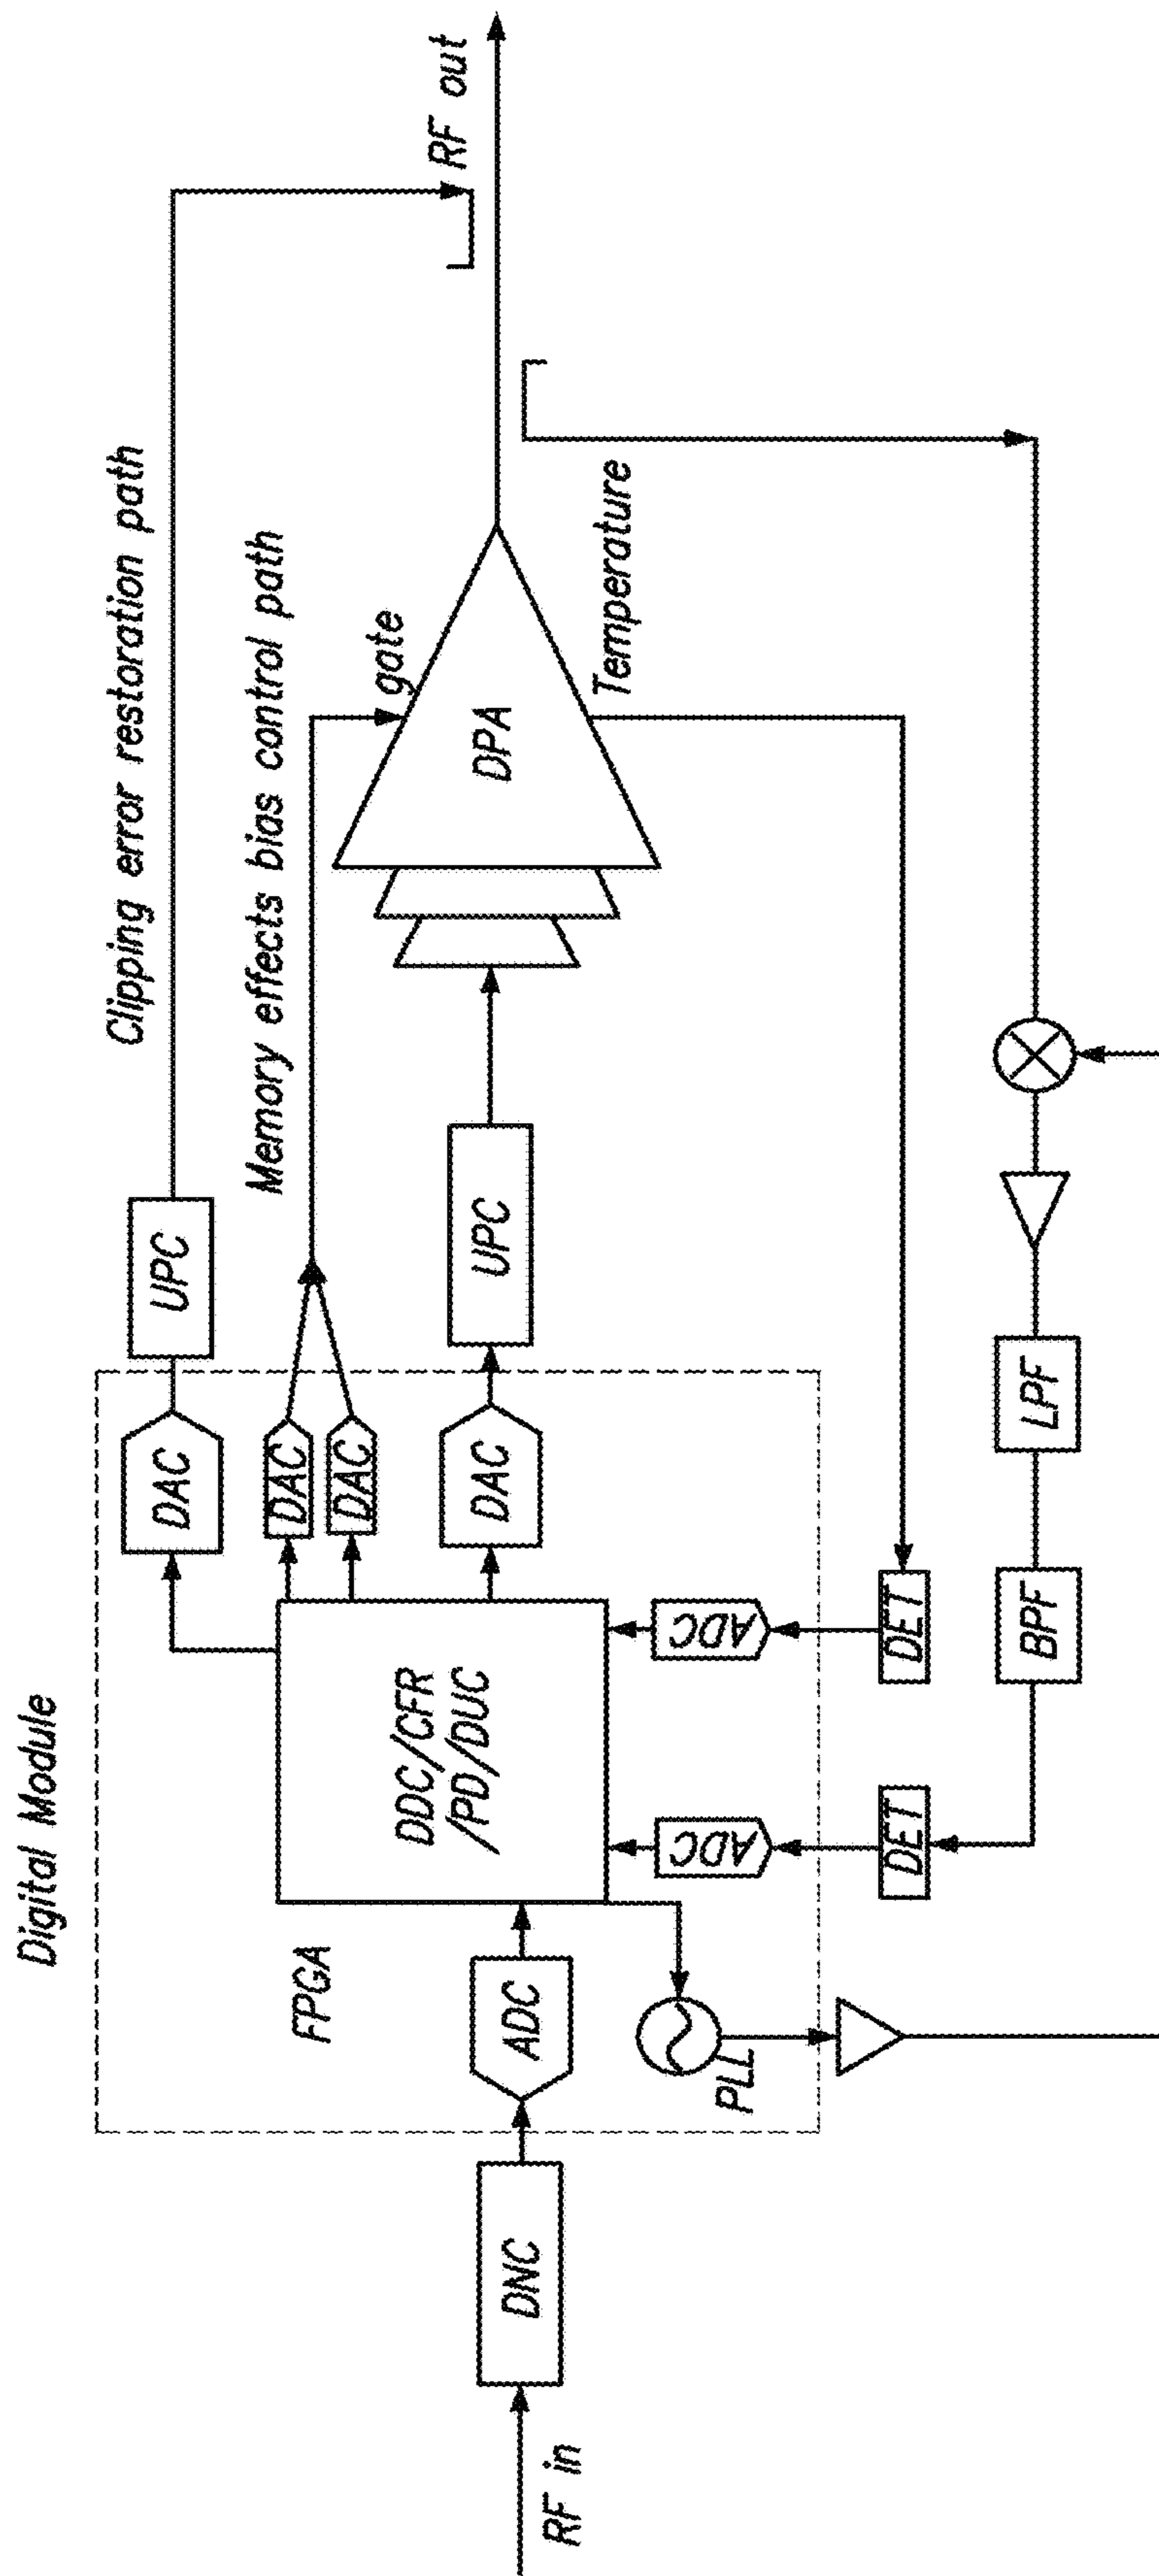 Digital Module
Clipping error restoration path
UPC
DAC
Memory effects bias control path
DAC
DAC
gate
RF out
RF in
DNC
ADC
FPGA
DDC/CFR
/PD/DUC
DAC
UPC
DPA
Temperature
PLL
ADC
ADC
DET
DET
BPF
LPF